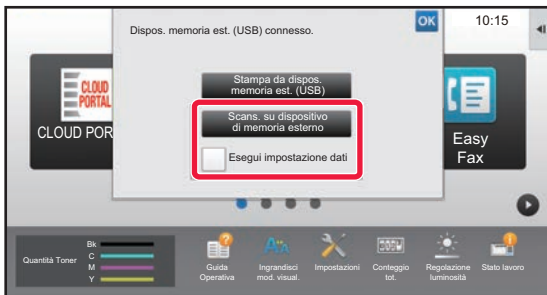 Dispos. memoria est. (USB) connesso.
OK
10:15
Stampa da dispos.
memoria est. (USB)
Scans. su dispositivo
di memoria esterno
Esegui impostazione dati
CLOUD
PORTAL
CLOUD POR
Easy
Fax
Quantità Toner
Bk
C
M
Y
Guida
Operativa
Ingrandisci
mod. visual.
Impostazioni
Conteggio
tot.
Regolazione
luminosità
Stato lavoro